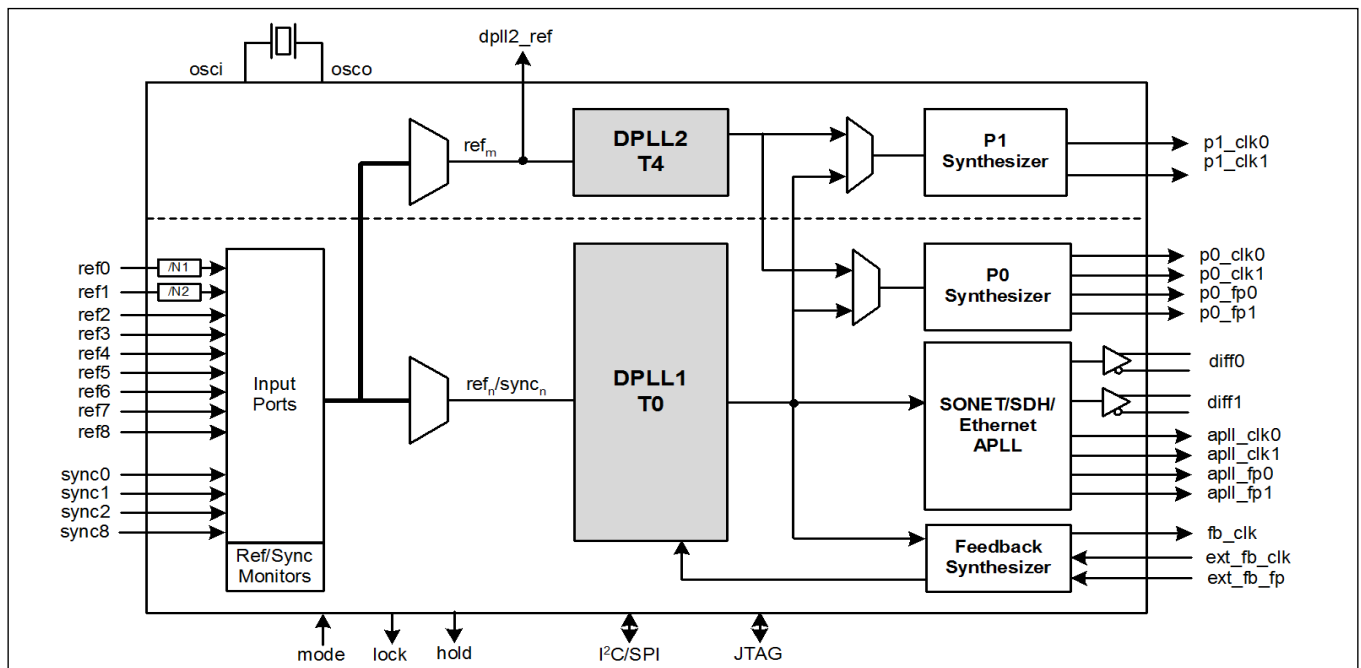 dpll2_ref
osci
osco
ref0
/N1
ref1
/N2
ref2
ref3
ref4
ref5
ref6
ref7
ref8
sync0
sync1
sync2
sync8
Input
Ports
Ref/Sync
Monitors
refm
refn/syncn
DPLL2
T4
DPLL1
T0
P1
Synthesizer
P0
Synthesizer
SONET/SDH/
Ethernet
APLL
Feedback
Synthesizer
p1_clk0
p1_clk1
p0_clk0
p0_clk1
p0_fp0
p0_fp1
diff0
diff1
apll_clk0
apll_clk1
apll_fp0
apll_fp1
fb_clk
ext_fb_clk
ext_fb_fp
mode
lock
hold
I²C/SPI
JTAG